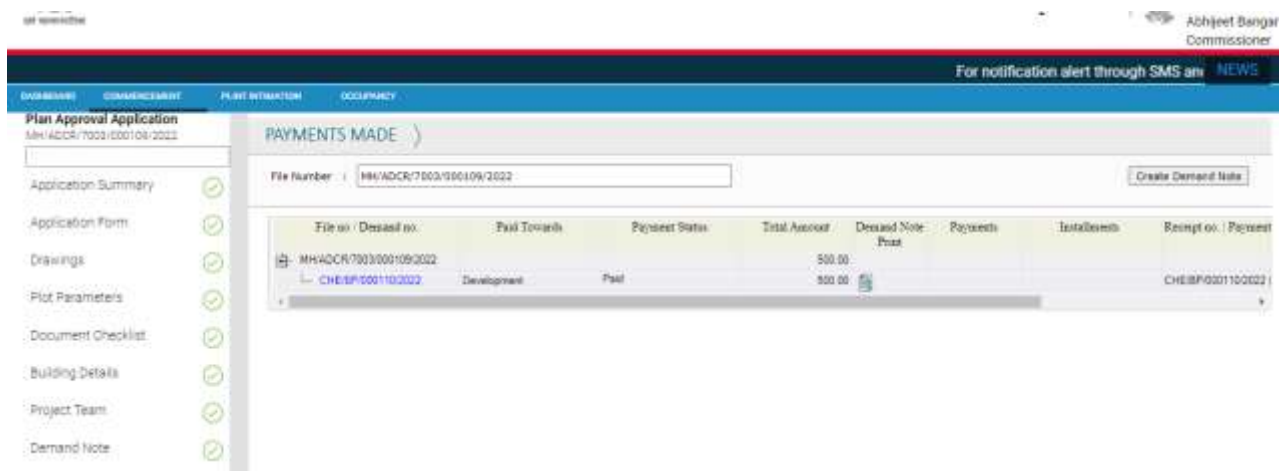 Abhijeet Bangar
Commissioner
For notification alert through SMS an
NEWS
DASHBOARD COMMENCEMENT PLINT INTIMATION OCCUPANCY
Plan Approval Application
MH/ADCR/7003/000109/2022
PAYMENTS MADE
File Number : MH/ADCR/7003/000109/2022
Create Demand Note
Application Summary
Application Form
Drawings
Plot Parameters
Document Checklist
Building Details
Project Team
Demand Note
File no / Demand no. Paid Towards Payment Status Total Amount Demand Note Print Payments Installments Receipt no. / Payment
MH/ADCR/7003/000109/2022 500.00
CHE/BP/000110/2022 Development Paid 500.00 CHE/BP/000110/2022 (